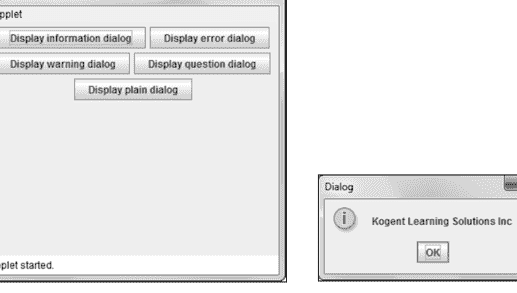 pplet
Display information dialog
Display error dialog
Display warning dialog
Display question dialog
Display plain dialog
plet started.
Dialog
i
Kogent Learning Solutions Inc
OK